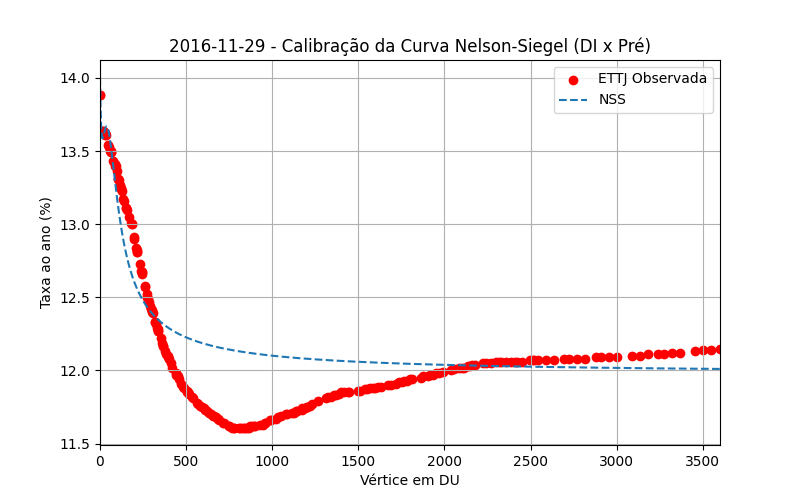 2016-11-29 - Calibração da Curva Nelson-Siegel (DI x Pré)
ETTJ Observada
NSS
14.0
13.5
13.0
12.5
12.0
11.5
Taxa ao ano (%)
0 500 1000 1500 2000 2500 3000 3500
Vértice em DU